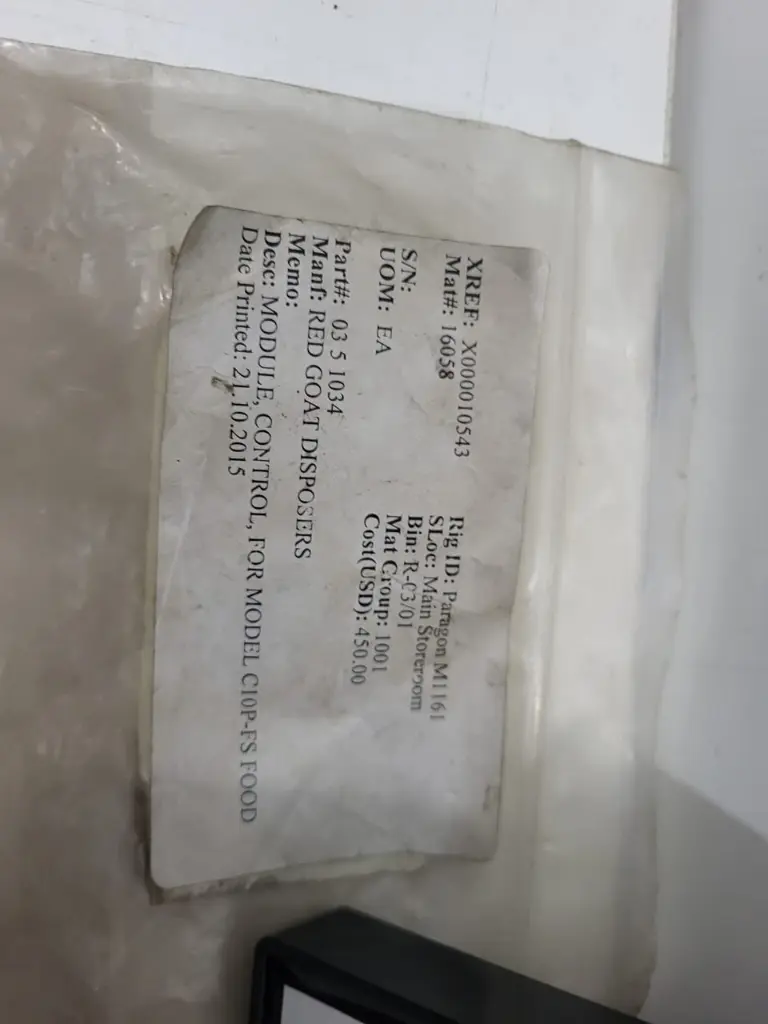 XREF: X000010543
Mat#: 16058
S/N:
UOM: EA
Rig ID: Paragon M1161
SLoc: Main Storeroom
Bin: R-03/01
Mat Group: 1001
Cost(USD): 450.00
Part#: 03 5 1034
Manf: RED GOAT DISPOSERS
Memo:
Desc: MODULE, CONTROL, FOR MODEL C10P-FS FOOD
Date Printed: 21.10.2015